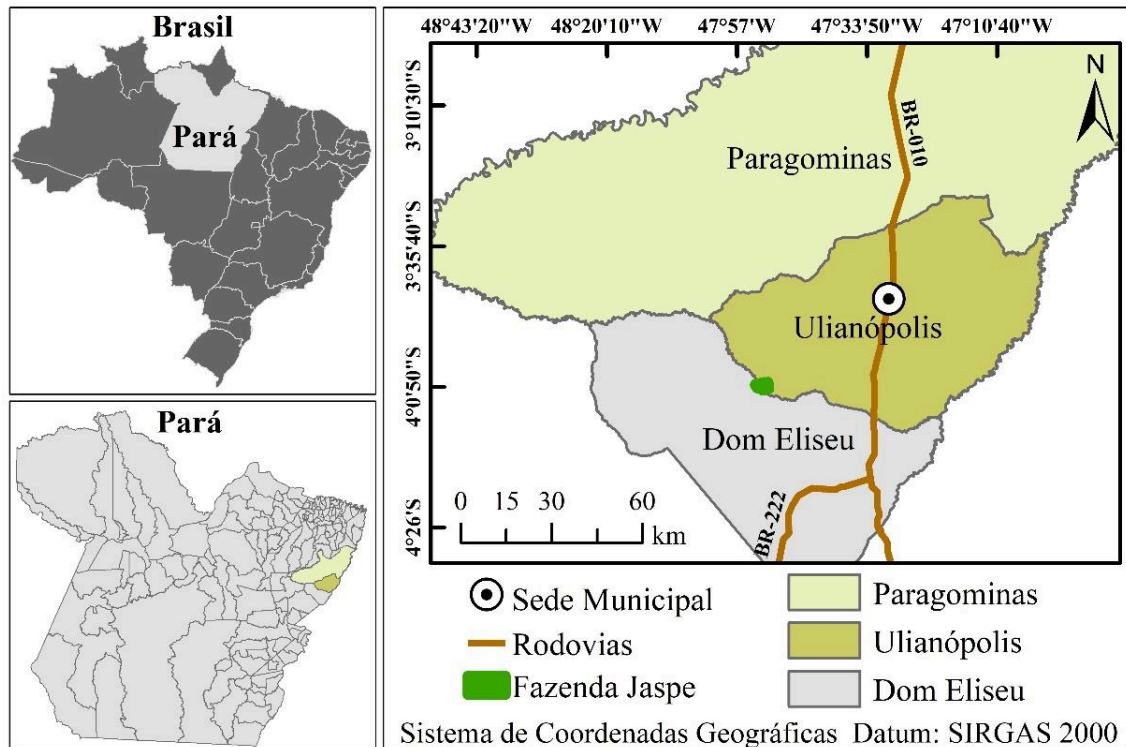 Brasil
Pará
Pará
48°43'20"W 48°20'10"W 47°57"W 47°33'50"W 47°10'40"W
3°10'30"S
3°35'40"S
4°0'50"S
4°26"S
N
BR-010
Paragominas
Ulianópolis
Dom Eliseu
BR-222
0 15 30 60
km
Sede Municipal
Rodovias
Fazenda Jaspe
Paragominas
Ulianópolis
Dom Eliseu
Sistema de Coordenadas Geográficas Datum: SIRGAS 2000